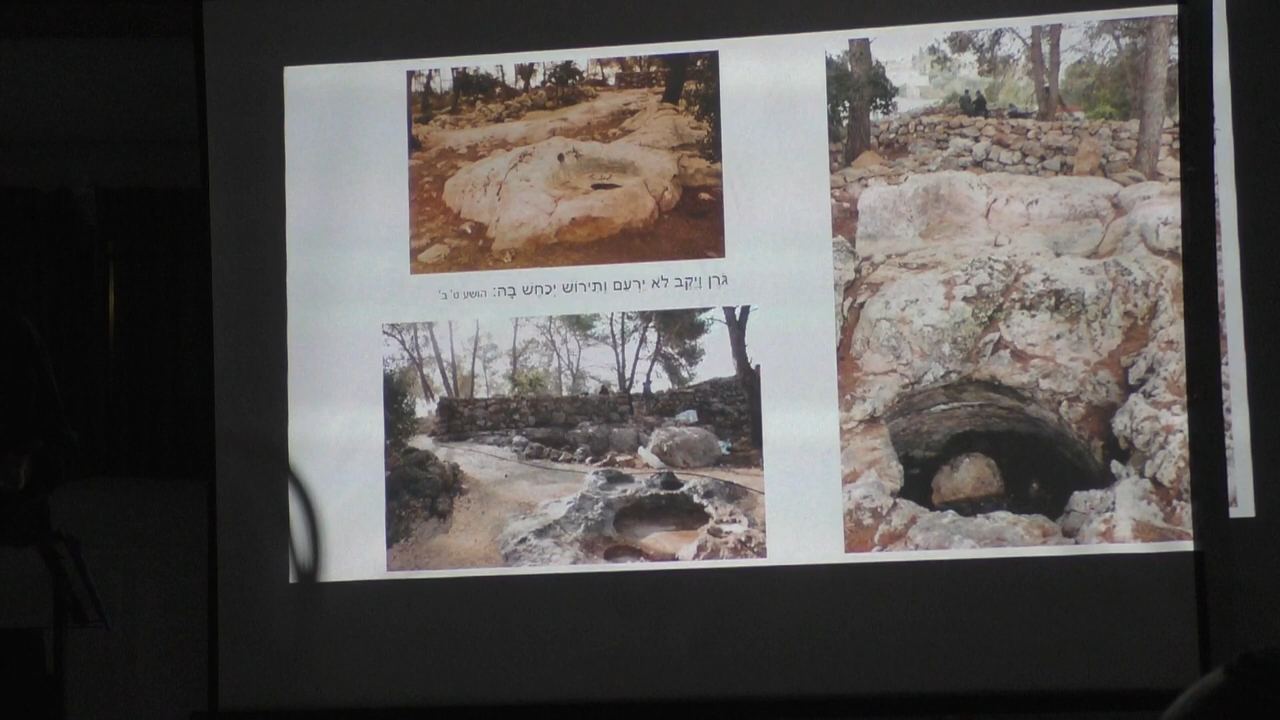 גֹּרֶן וָיֶקֶב לֹא יִרְעֵם וְתִירוֹשׁ יְכַחֶשׁ בָּהּ: הושע ט' ב'